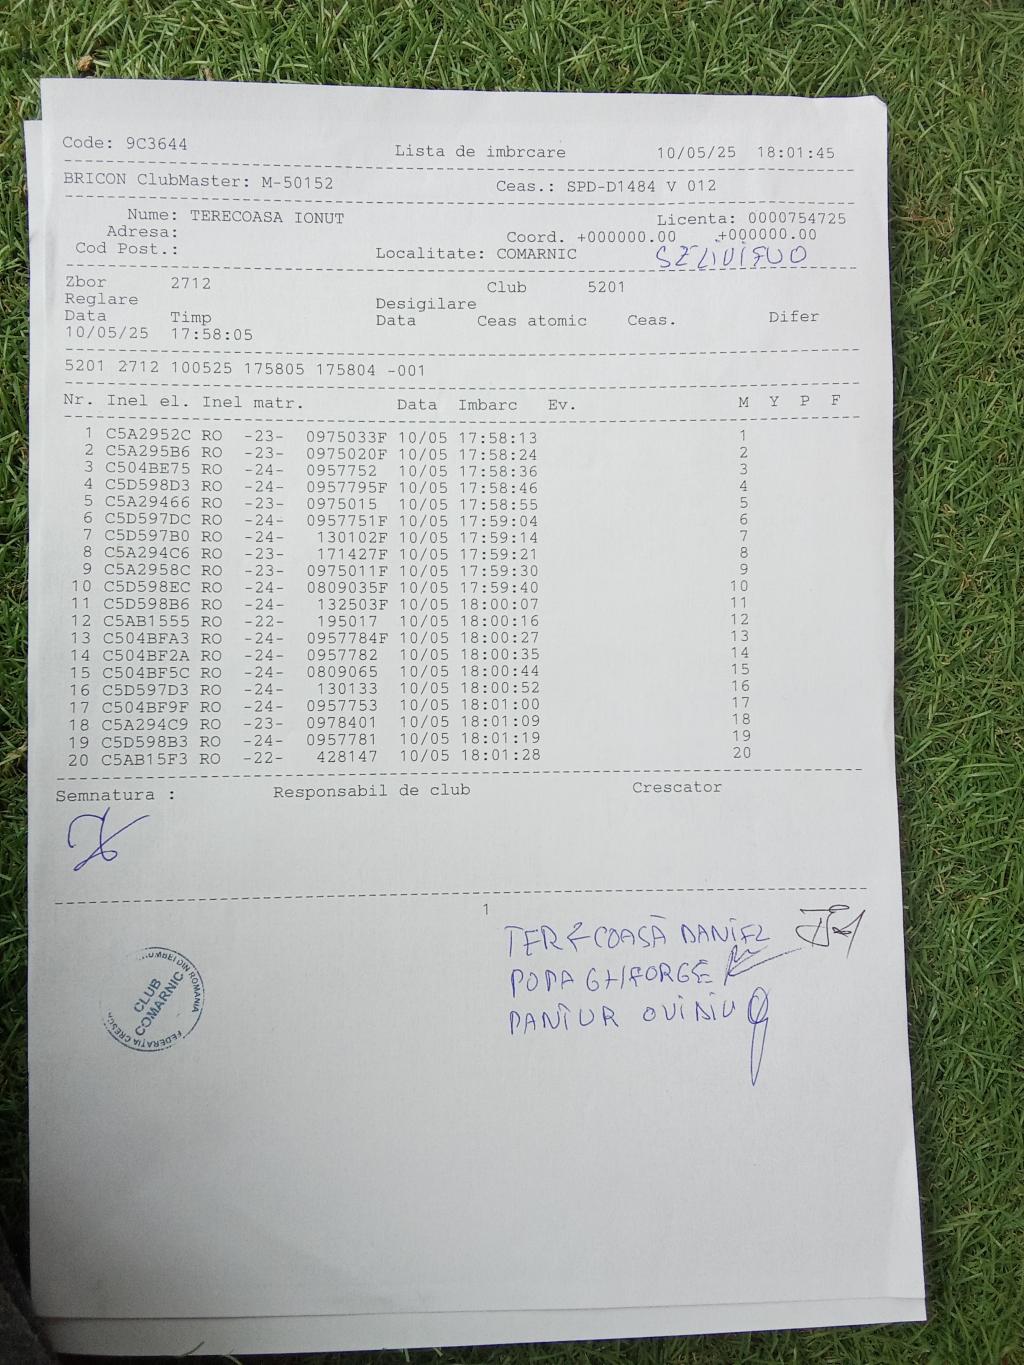 Code: 9C3644 Lista de imbrcare 10/05/25 18:01:45
BRICON ClubMaster: M-50152 Ceas.: SPD-D1484 V 012
Nume: TERECOASA IONUT Licenta: 0000754725
Adresa: Coord. +000000.00 +000000.00
Cod Post.: Localitate: COMARNIC
Zbor 2712 Club 5201
Reglare Desigilare
Data Timp Data Ceas atomic Ceas. Difer
10/05/25 17:58:05
5201 2712 100525 175805 175804 -001
Nr. Inel el. Inel matr. Data Imbarc Ev. M Y P F
1 C5A2952C RO -23- 0975033F 10/05 17:58:13 1
2 C5A295B6 RO -23- 0975020F 10/05 17:58:24 2
3 C504BE75 RO -24- 0957752 10/05 17:58:36 3
4 C5D598D3 RO -24- 0957795F 10/05 17:58:46 4
5 C5A29466 RO -23- 0975015 10/05 17:58:55 5
6 C5D597DC RO -24- 0957751F 10/05 17:59:04 6
7 C5D597B0 RO -24- 130102F 10/05 17:59:14 7
8 C5A294C6 RO -23- 171427F 10/05 17:59:21 8
9 C5A2958C RO -23- 0975011F 10/05 17:59:30 9
10 C5D598EC RO -24- 0809035F 10/05 17:59:40 10
11 C5D598B6 RO -24- 132503F 10/05 18:00:07 11
12 C5AB1555 RO -22- 195017 10/05 18:00:16 12
13 C504BFA3 RO -24- 0957784F 10/05 18:00:27 13
14 C504BF2A RO -24- 0957782 10/05 18:00:35 14
15 C504BF5C RO -24- 0809065 10/05 18:00:44 15
16 C5D597D3 RO -24- 130133 10/05 18:00:52 16
17 C504BF9F RO -24- 0957753 10/05 18:01:00 17
18 C5A294C9 RO -23- 0978401 10/05 18:01:09 18
19 C5D598B3 RO -24- 0957781 10/05 18:01:19 19
20 C5AB15F3 RO -22- 428147 10/05 18:01:28 20
Semnatura : Responsabil de club Crescator
1
TERECOASĂ DANIEL
POPA GHEORGE
PANTUR OVIDIU
CLUB
COMARNIC
DIN ROMANIA
FEDERATIA